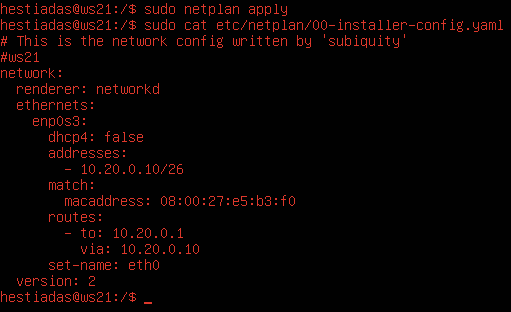 hestiadas@ws21:/$ sudo netplan apply
hestiadas@ws21:/$ sudo cat etc/netplan/00-installer-config.yaml
# This is the network config written by 'subiquity'
#ws21
network:
  renderer: networkd
  ethernets:
    enp0s3:
      dhcp4: false
      addresses:
        - 10.20.0.10/26
      match:
        macaddress: 08:00:27:e5:b3:f0
      routes:
        - to: 10.20.0.1
          via: 10.20.0.10
      set-name: eth0
  version: 2
hestiadas@ws21:/$ _